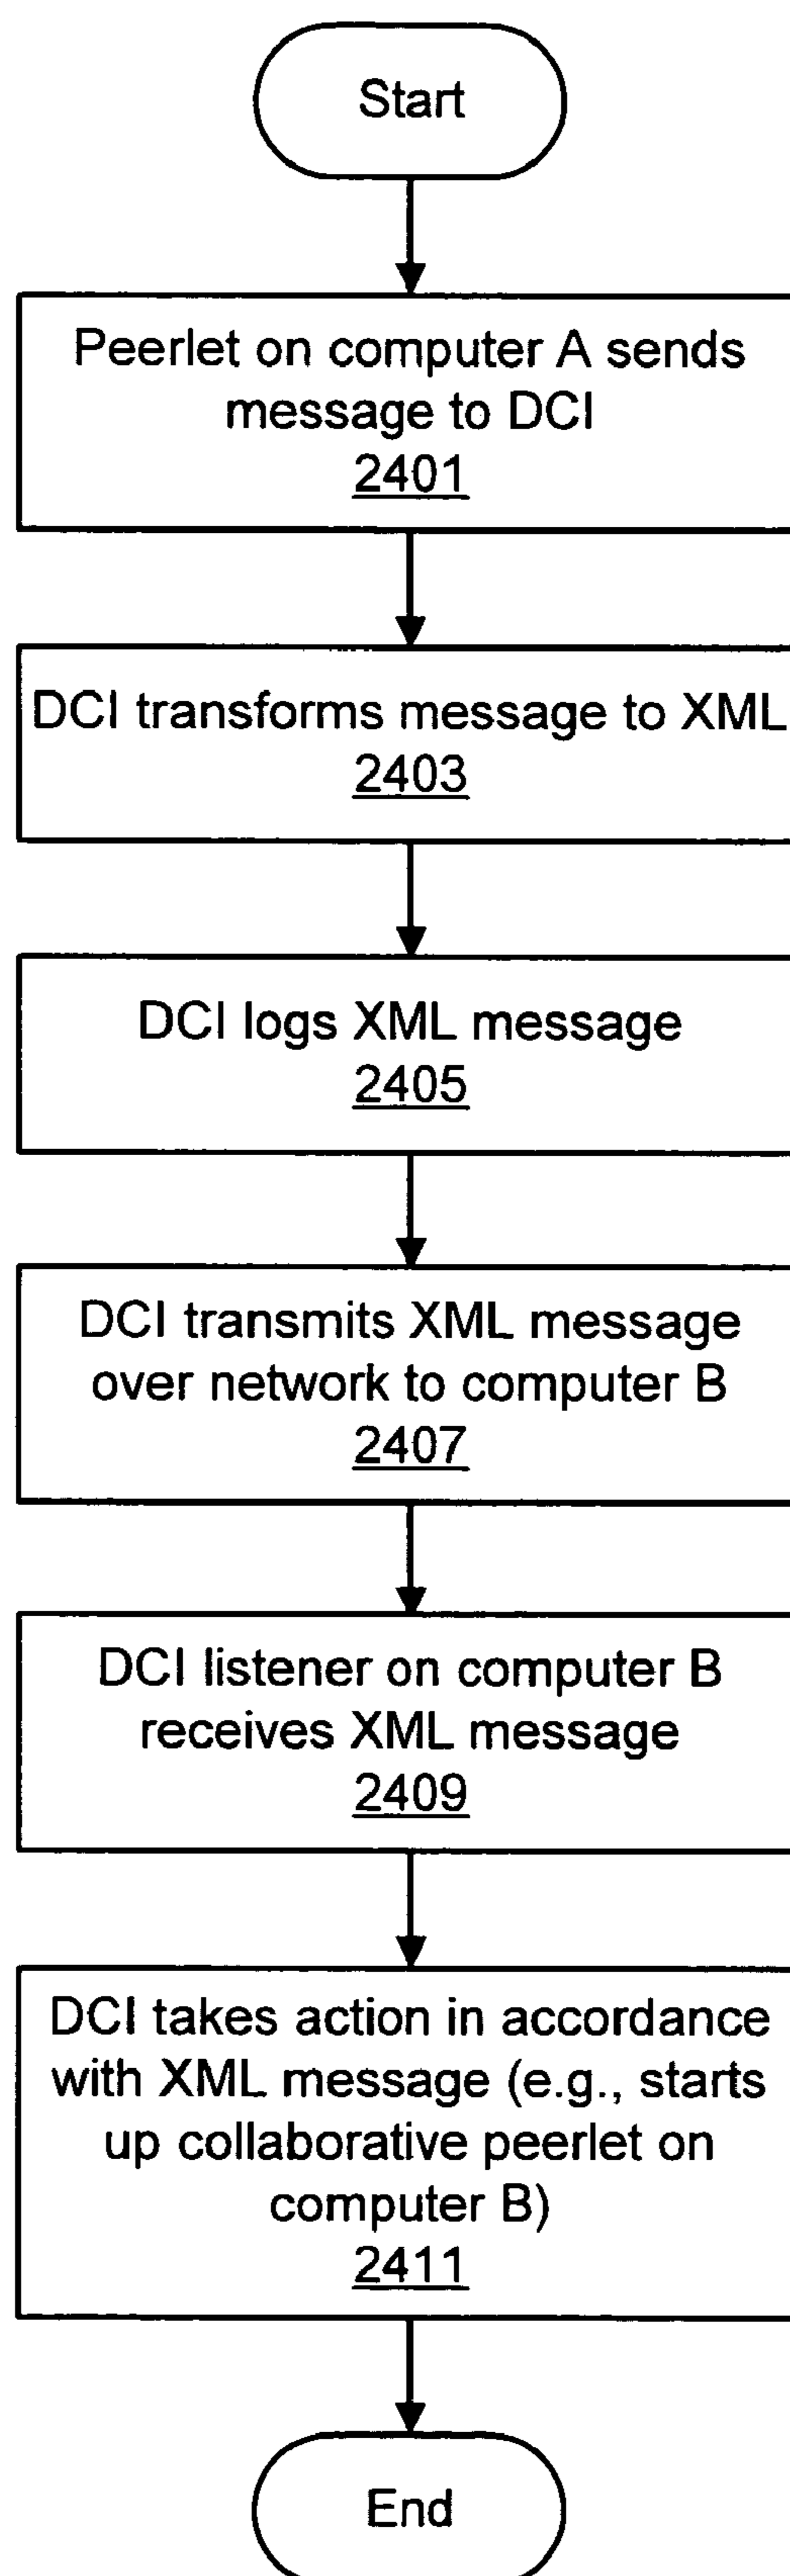 Start
Peerlet on computer A sends
message to DCI
2401
DCI transforms message to XML
2403
DCI logs XML message
2405
DCI transmits XML message
over network to computer B
2407
DCI listener on computer B
receives XML message
2409
DCI takes action in accordance
with XML message (e.g., starts
up collaborative peerlet on
computer B)
2411
End